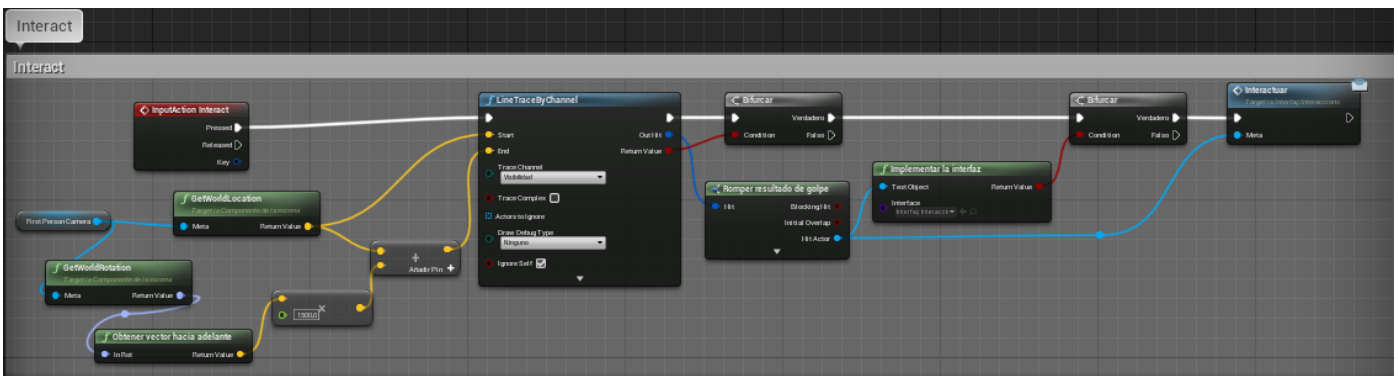 Interact
Interact
InputAction Interact
Pressed
Released
Key
First Person Camera
GetWorldLocation
Target is Componente de la escena
Meta
Return Value
GetWorldRotation
Target is Componente de la escena
Meta
Return Value
Obtener vector hacia adelante
In Rot
Return Value
1500,0
Añadir Pin
LineTraceByChannel
Start
Out Hit
End
Return Value
Trace Channel
Visibilidad
Trace Complex
Actors to Ignore
Draw Debug Type
Ninguno
Ignore Self
Bifurcar
Verdadero
Condition
Falso
Romper resultado de golpe
Hit
Blocking Hit
Initial Overlap
Hit Actor
Implementar la interfaz
Test Object
Return Value
Interface
Bifurcar
Verdadero
Condition
Falso
Interactuar
Meta